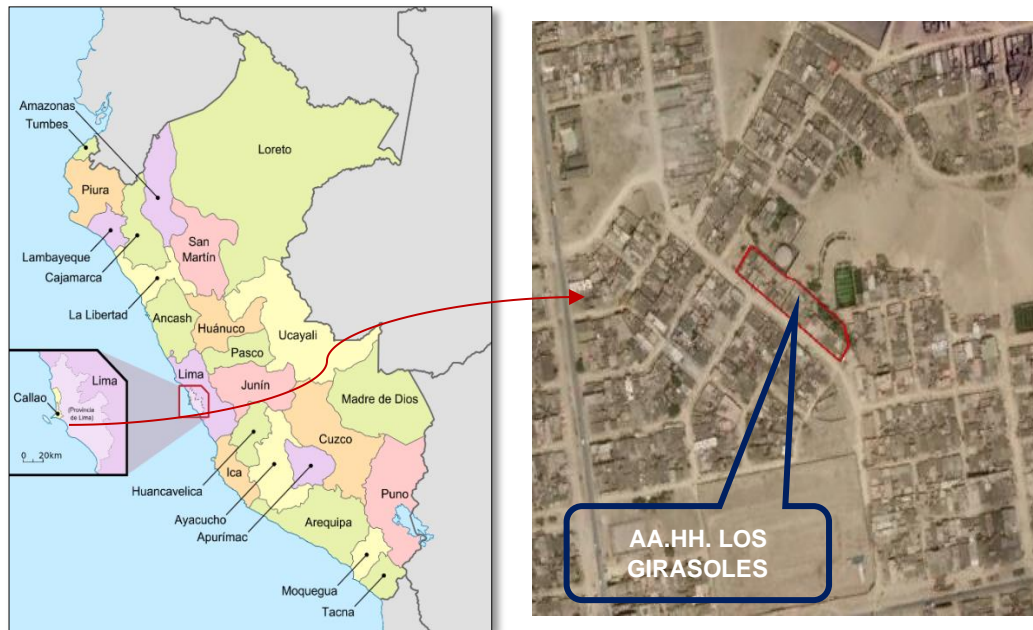 Amazonas
Tumbes
Loreto
Piura
Lambayeque
San
Martín
Cajamarca
La Libertad
Ancash
Huánuco
Ucayali
Pasco
Lima
Lima
Junín
Callao
(Provincia
de Lima)
Madre de Dios
0 20km
Cuzco
Ica
Huancavelica
Puno
Ayacucho
Arequipa
Apurímac
Moquegua
Tacna
AA.HH. LOS
GIRASOLES